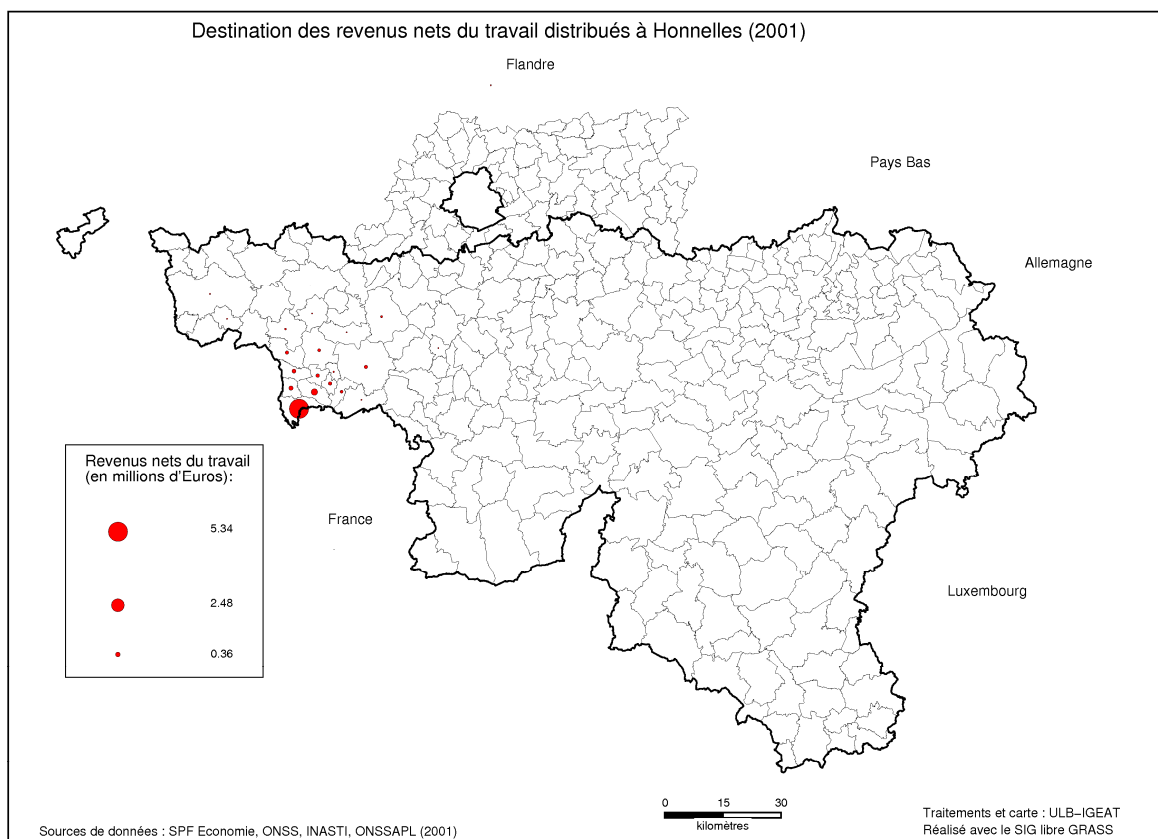 Destination des revenus nets du travail distribués à Honnelles (2001)
Flandre
Pays Bas
Allemagne
Revenus nets du travail
(en millions d'Euros):
5.34
2.48
0.36
France
Luxembourg
0 15 30
kilomètres
Sources de données : SPF Economie, ONSS, INASTI, ONSSAPL (2001)
Traitements et carte : ULB-IGEAT
Réalisé avec le SIG libre GRASS